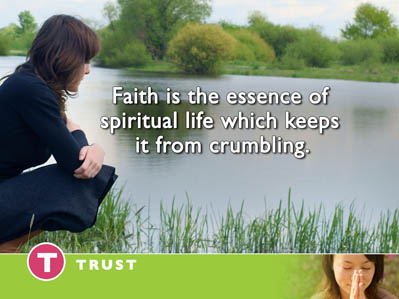 Faith is the essence of
spiritual life which keeps
it from crumbling.
T TRUST